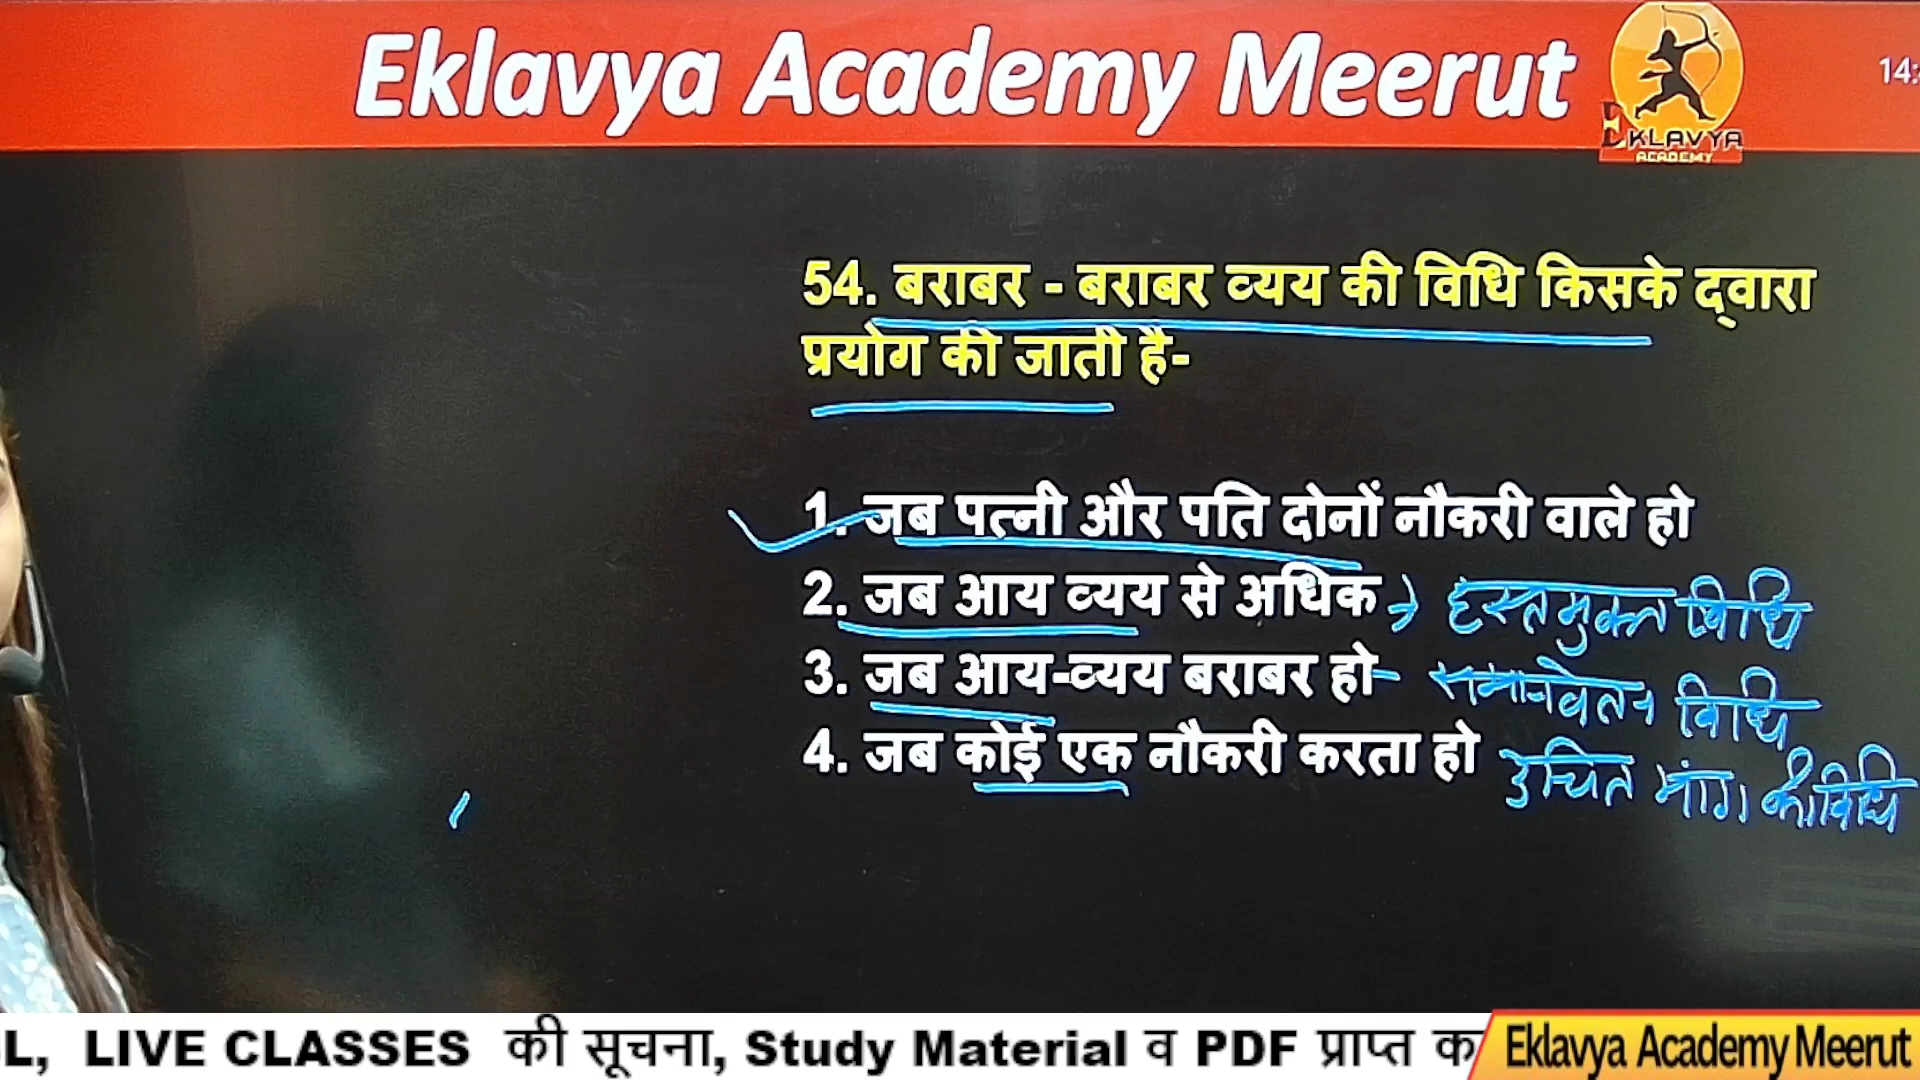 Eklavya Academy Meerut
EKLAVYA
ACADEMY
14:
54. बराबर - बराबर व्यय की विधि किसके द्वारा
प्रयोग की जाती है-
1. जब पत्नी और पति दोनों नौकरी वाले हो
2. जब आय व्यय से अधिक → हस्तमुक्त विधि
3. जब आय-व्यय बराबर हो - समानवेतन विधि
4. जब कोई एक नौकरी करता हो उचित मांग की विधि
L, LIVE CLASSES की सूचना, Study Material व PDF प्राप्त क
Eklavya Academy Meerut